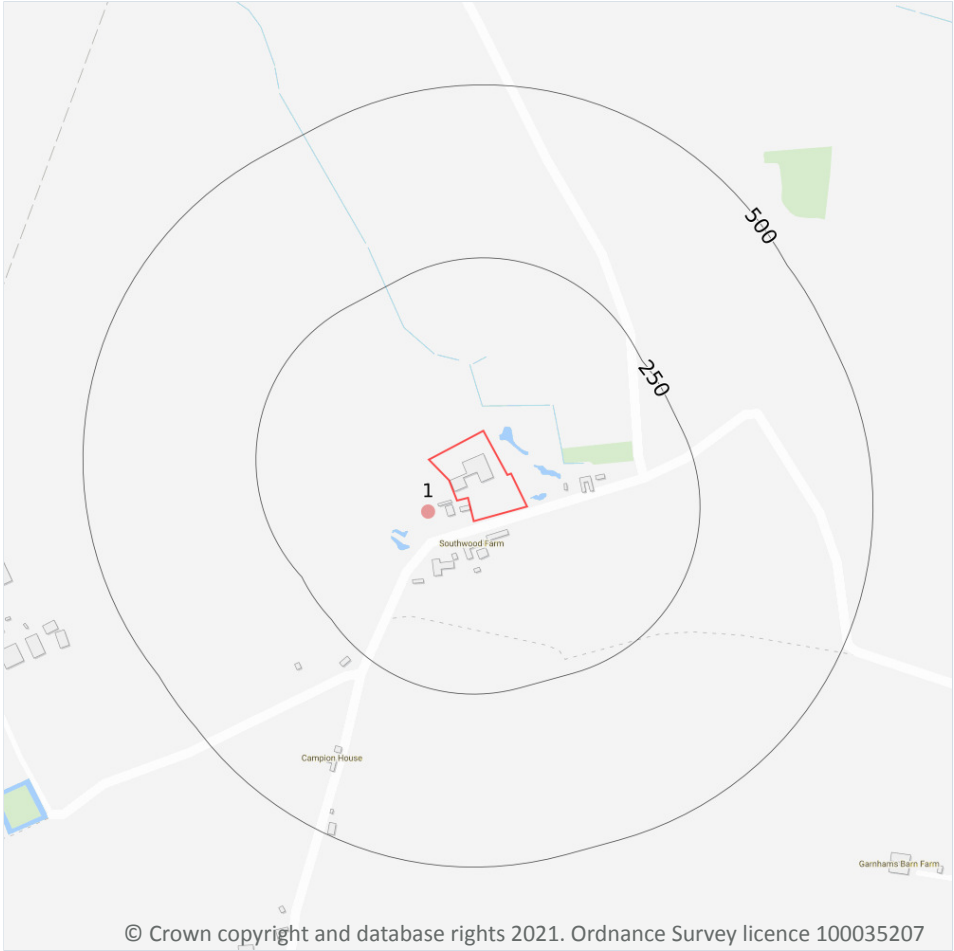 500
250
1
Southwood Farm
Campion House
Garnhams Barn Farm
© Crown copyright and database rights 2021. Ordnance Survey licence 100035207